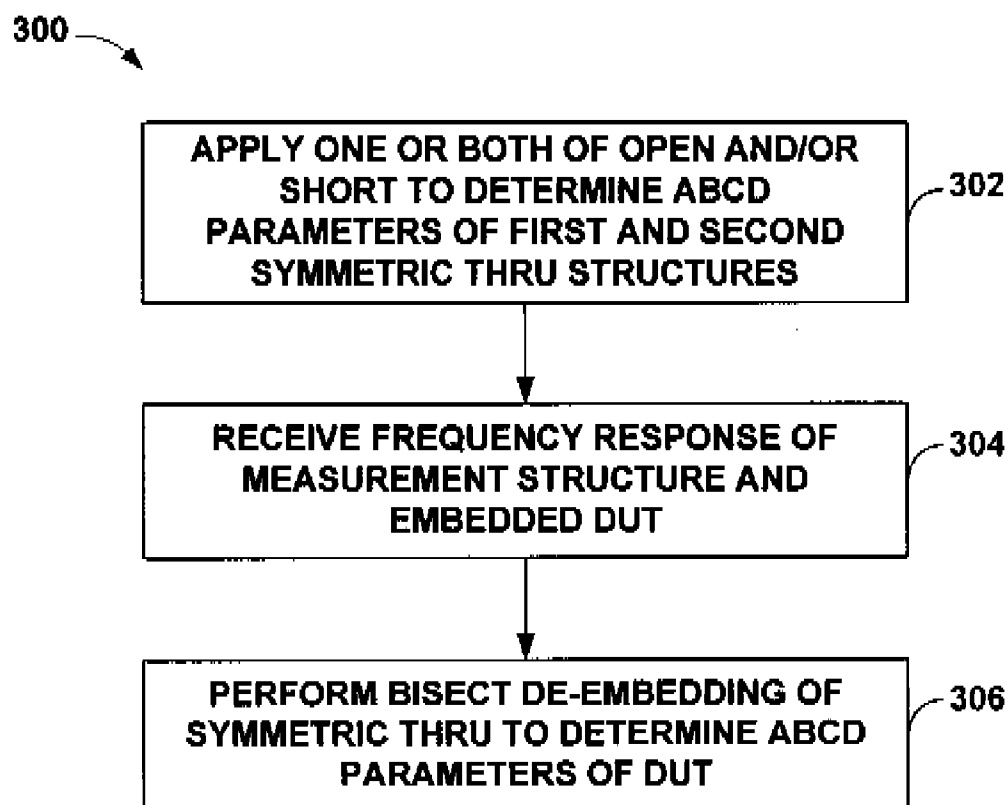 300
APPLY ONE OR BOTH OF OPEN AND/OR
SHORT TO DETERMINE ABCD
PARAMETERS OF FIRST AND SECOND
SYMMETRIC THRU STRUCTURES
302
RECEIVE FREQUENCY RESPONSE OF
MEASUREMENT STRUCTURE AND
EMBEDDED DUT
304
PERFORM BISECT DE-EMBEDDING OF
SYMMETRIC THRU TO DETERMINE ABCD
PARAMETERS OF DUT
306